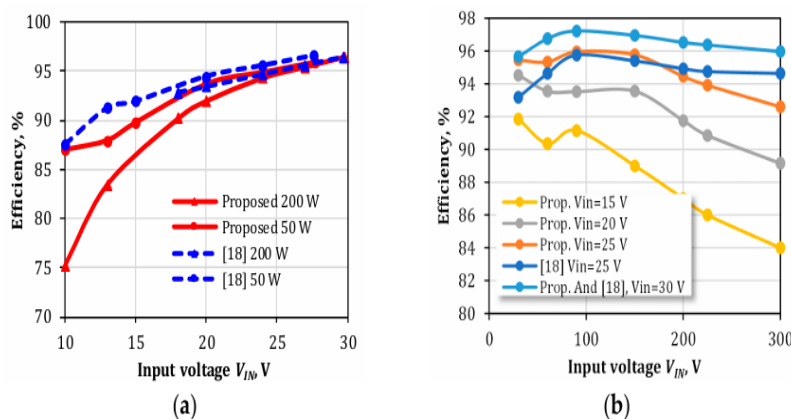 100
95
90
85
80
75
70
Efficiency, %
Proposed 200 W
Proposed 50 W
[18] 200 W
[18] 50 W
10 15 20 25 30
Input voltage VIN, V
(a)
98
96
94
92
90
88
86
84
82
80
Efficiency, %
Prop. Vin=15 V
Prop. Vin=20 V
Prop. Vin=25 V
[18] Vin=25 V
Prop. And [18], Vin=30 V
0 100 200 300
Input voltage VIN, V
(b)